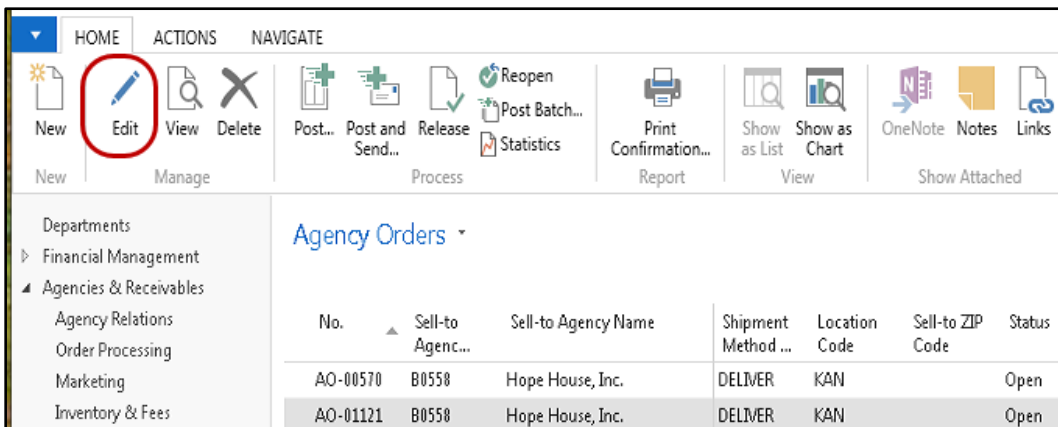 HOME ACTIONS NAVIGATE
New Edit View Delete Post... Post and Send... Release Reopen Post Batch... Statistics Print Confirmation... Show as List Show as Chart OneNote Notes Links
New Manage Process Report View Show Attached
Departments
Financial Management
Agencies & Receivables
Agency Relations
Order Processing
Marketing
Inventory & Fees
Agency Orders
No. Sell-to Agenc... Sell-to Agency Name Shipment Method ... Location Code Sell-to ZIP Code Status
AO-00570 B0558 Hope House, Inc. DELIVER KAN Open
AO-01121 B0558 Hope House, Inc. DELIVER KAN Open